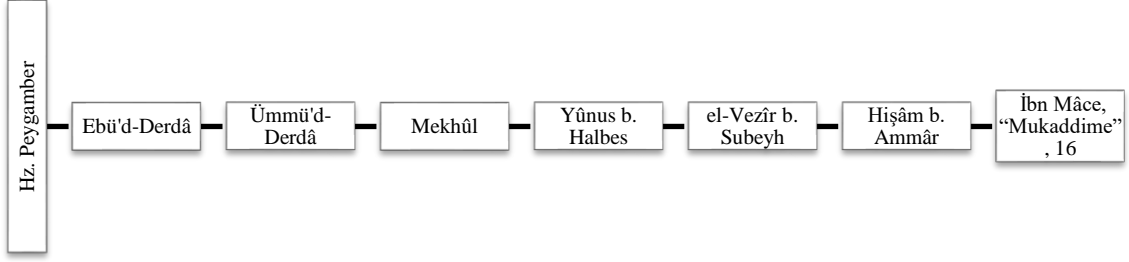 Hz. Peygamber
Ebü'd-Derdâ
Ümmü'd-
Derdâ
Mekhûl
Yûnus b.
Halbes
el-Vezîr b.
Subeyh
Hişâm b.
Ammâr
İbn Mâce,
“Mukaddime”
, 16